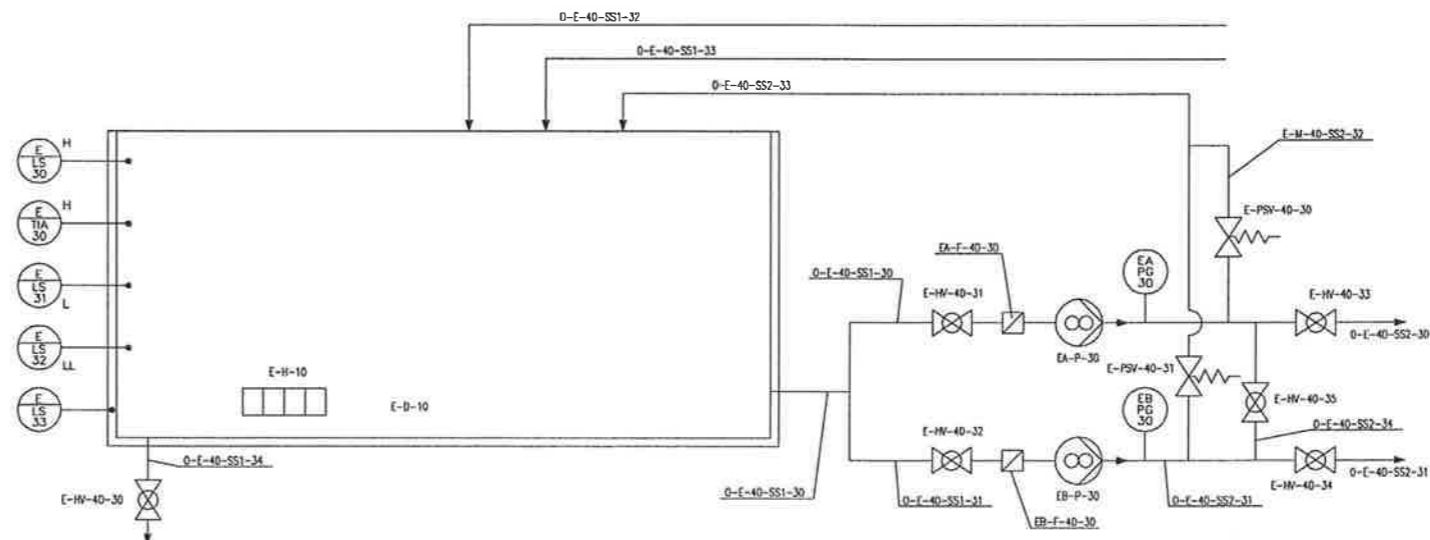 O-E-40-SS1-32
O-E-40-SS1-33
O-E-40-SS2-33
E
LS
30
H
E
TIA
30
H
E
LS
31
L
E
LS
32
LL
E
LS
33
E-H-10
E-D-10
O-E-40-SS1-34
E-HV-40-30
O-E-40-SS1-30
O-E-40-SS1-30
E-HV-40-31
EA-F-40-30
EA-P-30
EA
PG
30
E-M-40-SS2-32
E-PSV-40-30
E-HV-40-33
O-E-40-SS2-30
E-PSV-40-31
E-HV-40-35
O-E-40-SS2-34
E-HV-40-32
O-E-40-SS1-31
EB-F-40-30
EB-P-30
EB
PG
30
O-E-40-SS2-31
E-HV-40-34
O-E-40-SS2-31